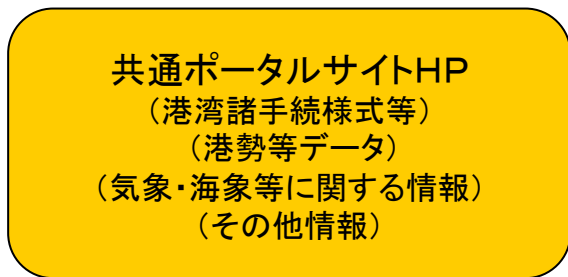 共通ポータルサイトHP
（港湾諸手続様式等）
（港勢等データ）
（気象・海象等に関する情報）
（その他情報）